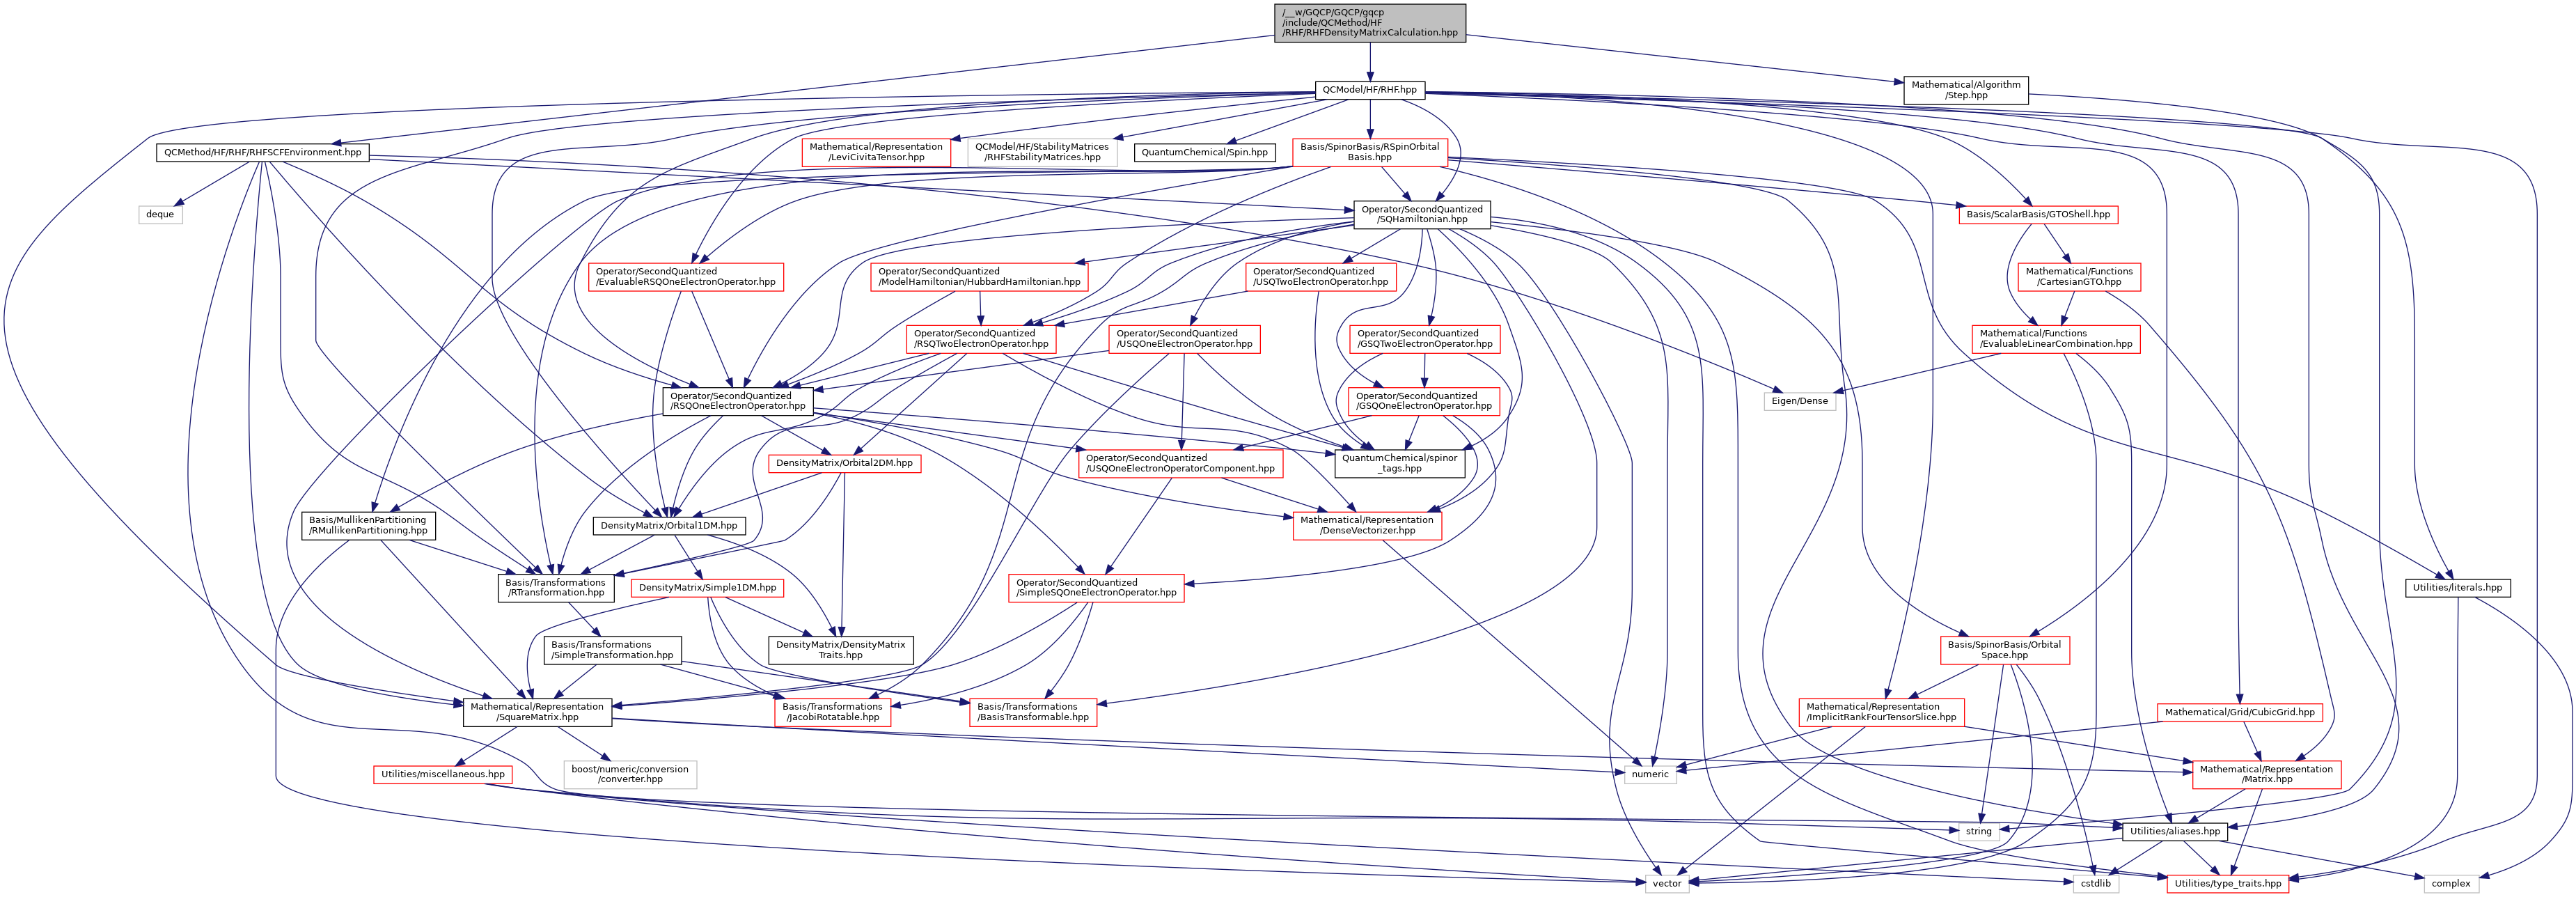 /__w/GQCP/GQCP/gqcp
/include/QCMethod/HF
/RHF/RHFDensityMatrixCalculation.hpp
QCModel/HF/RHF.hpp
Mathematical/Algorithm
/Step.hpp
QCMethod/HF/RHF/RHFSCFEnvironment.hpp
Mathematical/Representation
/LeviCivitaTensor.hpp
QCModel/HF/StabilityMatrices
/RHFStabilityMatrices.hpp
QuantumChemical/Spin.hpp
Basis/SpinorBasis/RSpinOrbital
Basis.hpp
deque
Operator/SecondQuantized
/SQHamiltonian.hpp
Basis/ScalarBasis/GTOShell.hpp
Operator/SecondQuantized
/EvaluableRSQOneElectronOperator.hpp
Operator/SecondQuantized
/ModelHamiltonian/HubbardHamiltonian.hpp
Operator/SecondQuantized
/USQTwoElectronOperator.hpp
Mathematical/Functions
/CartesianGTO.hpp
Operator/SecondQuantized
/RSQTwoElectronOperator.hpp
Operator/SecondQuantized
/USQOneElectronOperator.hpp
Operator/SecondQuantized
/GSQTwoElectronOperator.hpp
Mathematical/Functions
/EvaluableLinearCombination.hpp
Operator/SecondQuantized
/RSQOneElectronOperator.hpp
Operator/SecondQuantized
/GSQOneElectronOperator.hpp
Eigen/Dense
DensityMatrix/Orbital2DM.hpp
Operator/SecondQuantized
/USQOneElectronOperatorComponent.hpp
QuantumChemical/spinor
_tags.hpp
Basis/MullikenPartitioning
/RMullikenPartitioning.hpp
DensityMatrix/Orbital1DM.hpp
Mathematical/Representation
/DenseVectorizer.hpp
Basis/Transformations
/RTransformation.hpp
DensityMatrix/Simple1DM.hpp
Operator/SecondQuantized
/SimpleSQOneElectronOperator.hpp
Utilities/literals.hpp
Basis/Transformations
/SimpleTransformation.hpp
DensityMatrix/DensityMatrix
Traits.hpp
Basis/SpinorBasis/Orbital
Space.hpp
Mathematical/Representation
/SquareMatrix.hpp
Basis/Transformations
/JacobiRotatable.hpp
Basis/Transformations
/BasisTransformable.hpp
Mathematical/Representation
/ImplicitRankFourTensorSlice.hpp
Mathematical/Grid/CubicGrid.hpp
Utilities/miscellaneous.hpp
boost/numeric/conversion
/converter.hpp
numeric
Mathematical/Representation
/Matrix.hpp
string
Utilities/aliases.hpp
vector
cstdlib
Utilities/type_traits.hpp
complex